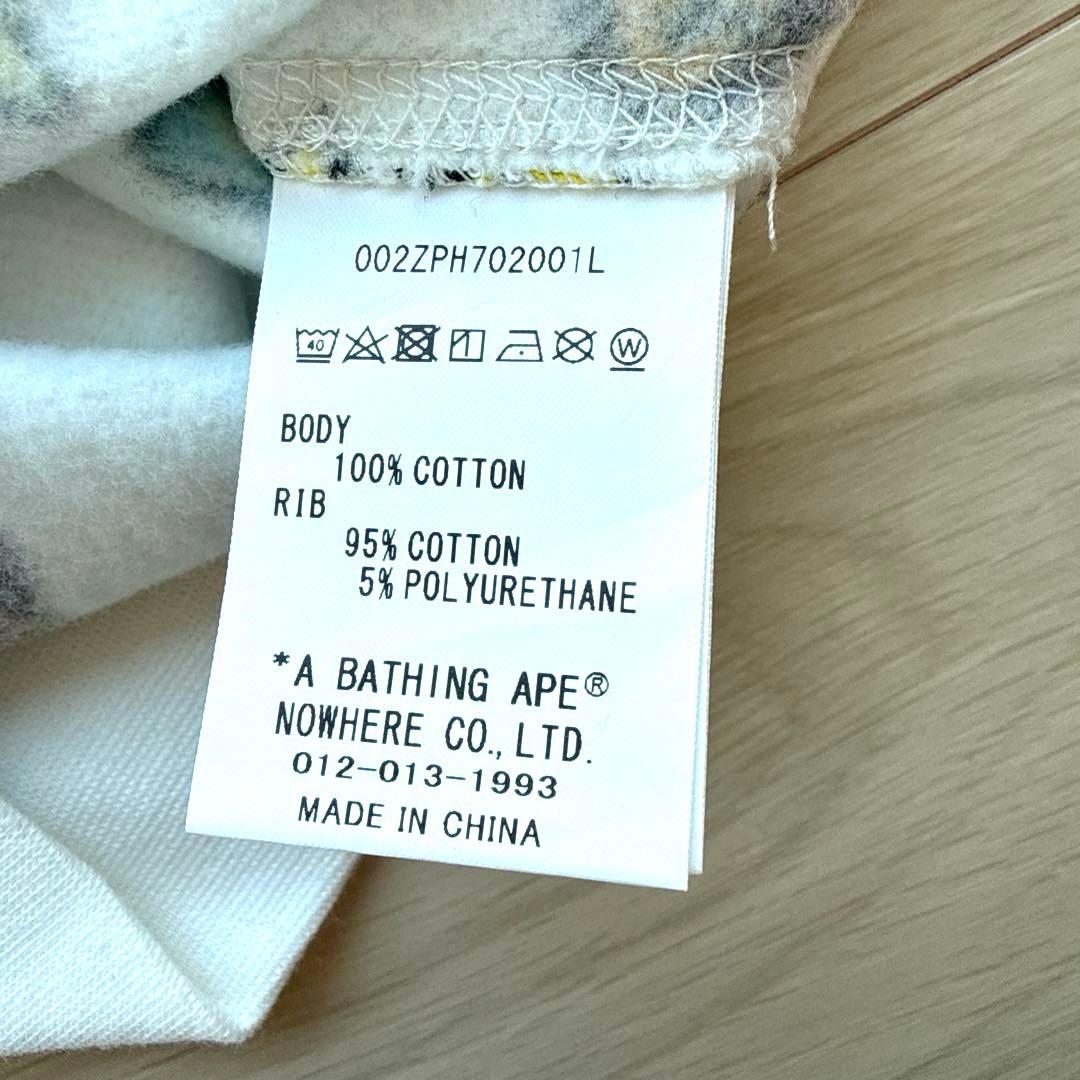 002ZPH702001L
40 W
BODY
100% COTTON
RIB
95% COTTON
5% POLYURETHANE
*A BATHING APE®
NOWHERE CO., LTD.
012-013-1993
MADE IN CHINA